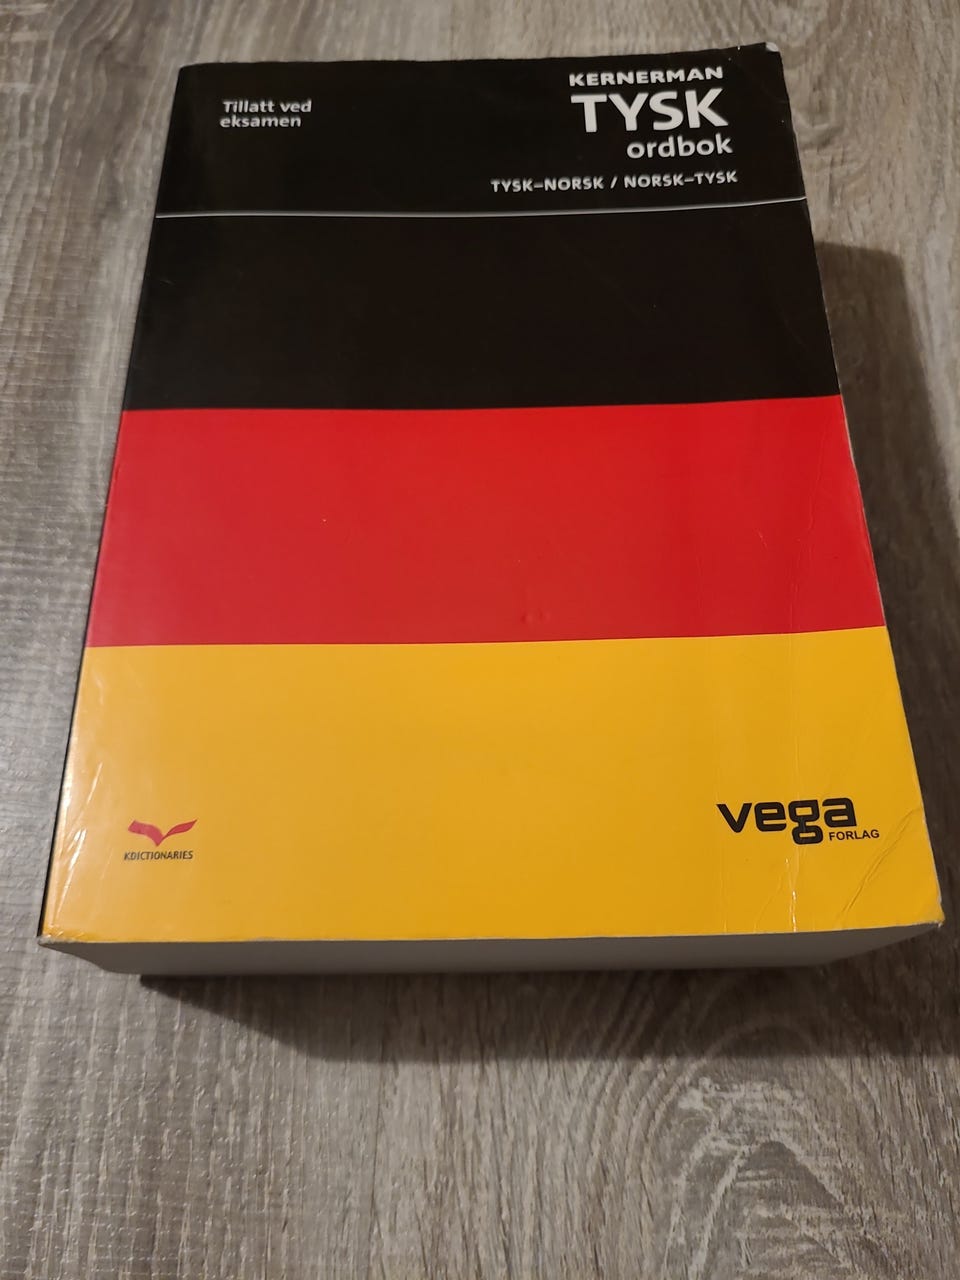 Tillatt ved
eksamen
KERNERMAN
TYSK
ordbok
TYSK–NORSK / NORSK–TYSK
KDICTIONARIES
vega
FORLAG